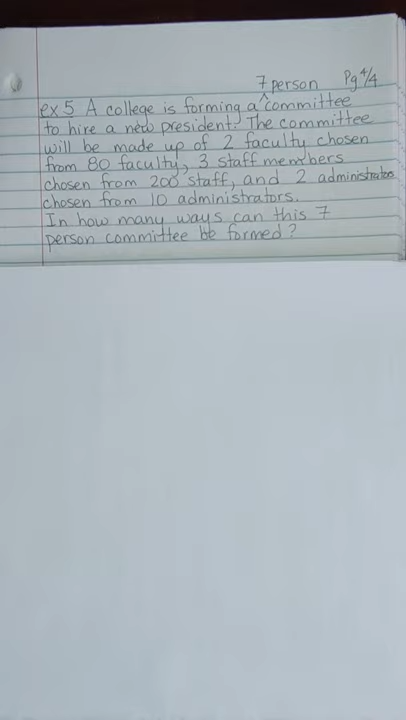 7 person Pg 4/4
ex 5 A college is forming a ^ committee
to hire a new president. The committee
will be made up of 2 faculty chosen
from 80 faculty, 3 staff members
chosen from 200 staff, and 2 administrators
chosen from 10 administrators.
In how many ways can this 7
person committee be formed?